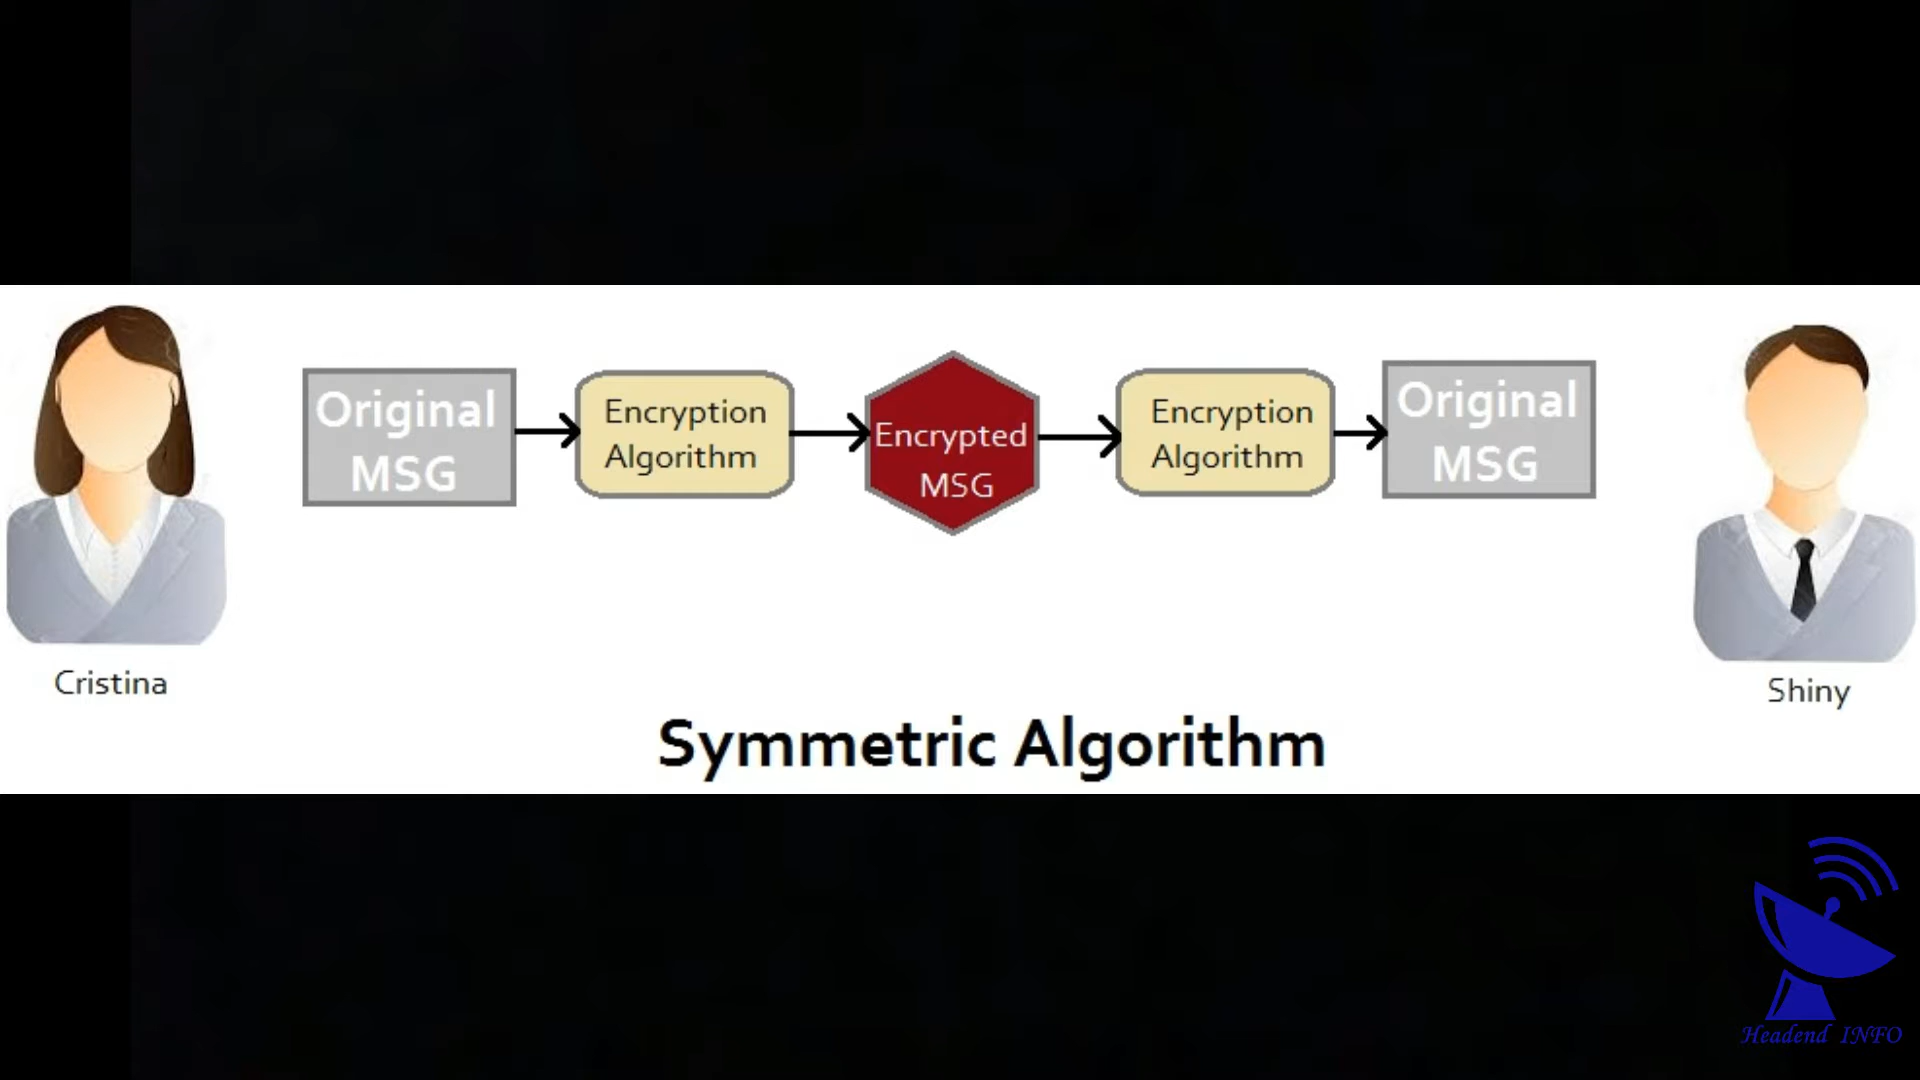 Original
MSG
Encryption
Algorithm
Encrypted
MSG
Encryption
Algorithm
Original
MSG
Cristina
Shiny
Symmetric Algorithm
Headend INFO